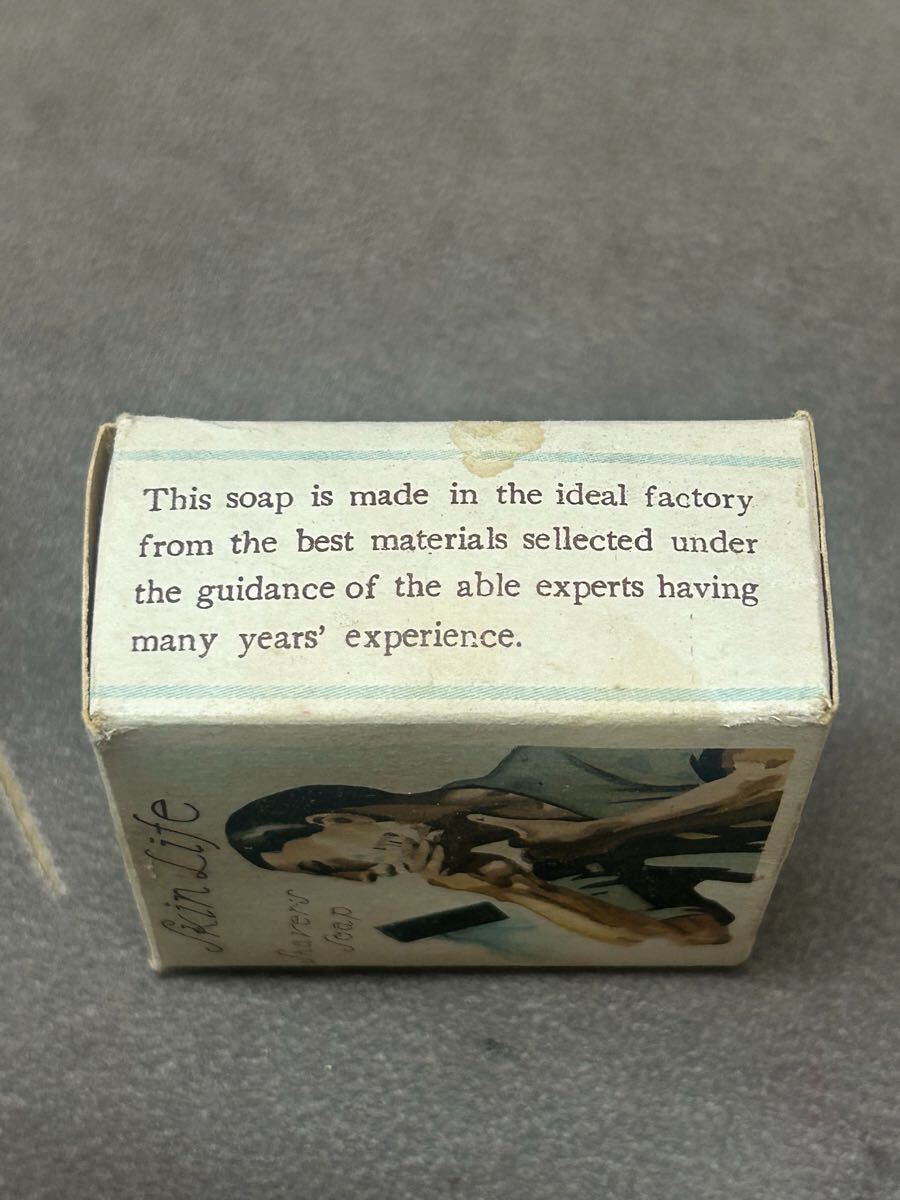 This soap is made in the ideal factory
from the best materials sellected under
the guidance of the able experts having
many years' experience.
Skin Life
Shavers
Soap